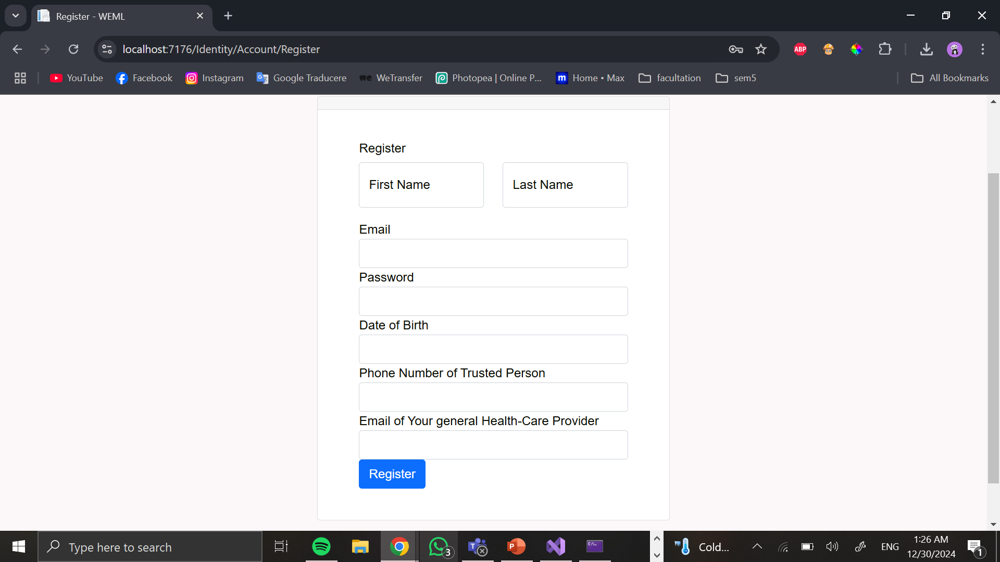 Register - WEML
localhost:7176/Identity/Account/Register
ABP
YouTube
Facebook
Instagram
Google Traducere
we WeTransfer
Photopea | Online P...
m Home • Max
facultation
sem5
All Bookmarks
Register
First Name
Last Name
Email
Password
Date of Birth
Phone Number of Trusted Person
Email of Your general Health-Care Provider
Register
Type here to search
3
Cold...
ENG
1:26 AM
12/30/2024
1